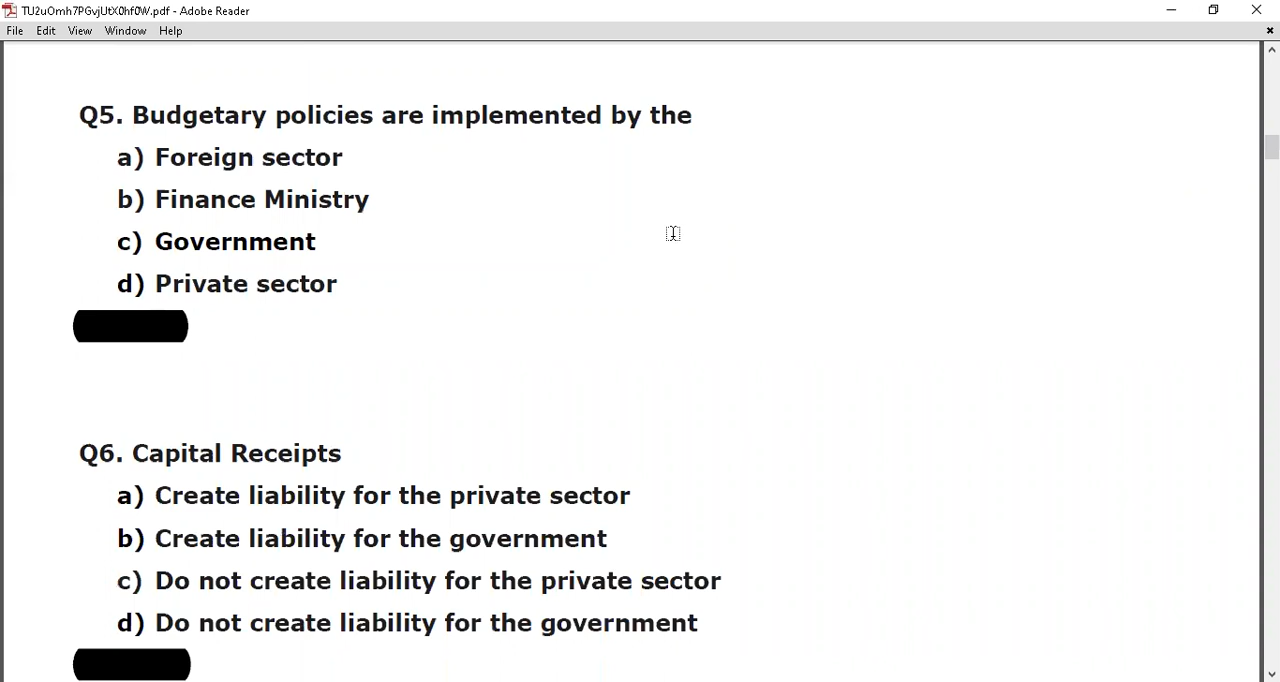 TU2uOmh7PGvjUtX0hf0W.pdf - Adobe Reader
File Edit View Window Help
Q5. Budgetary policies are implemented by the
a) Foreign sector
b) Finance Ministry
c) Government
d) Private sector
Q6. Capital Receipts
a) Create liability for the private sector
b) Create liability for the government
c) Do not create liability for the private sector
d) Do not create liability for the government